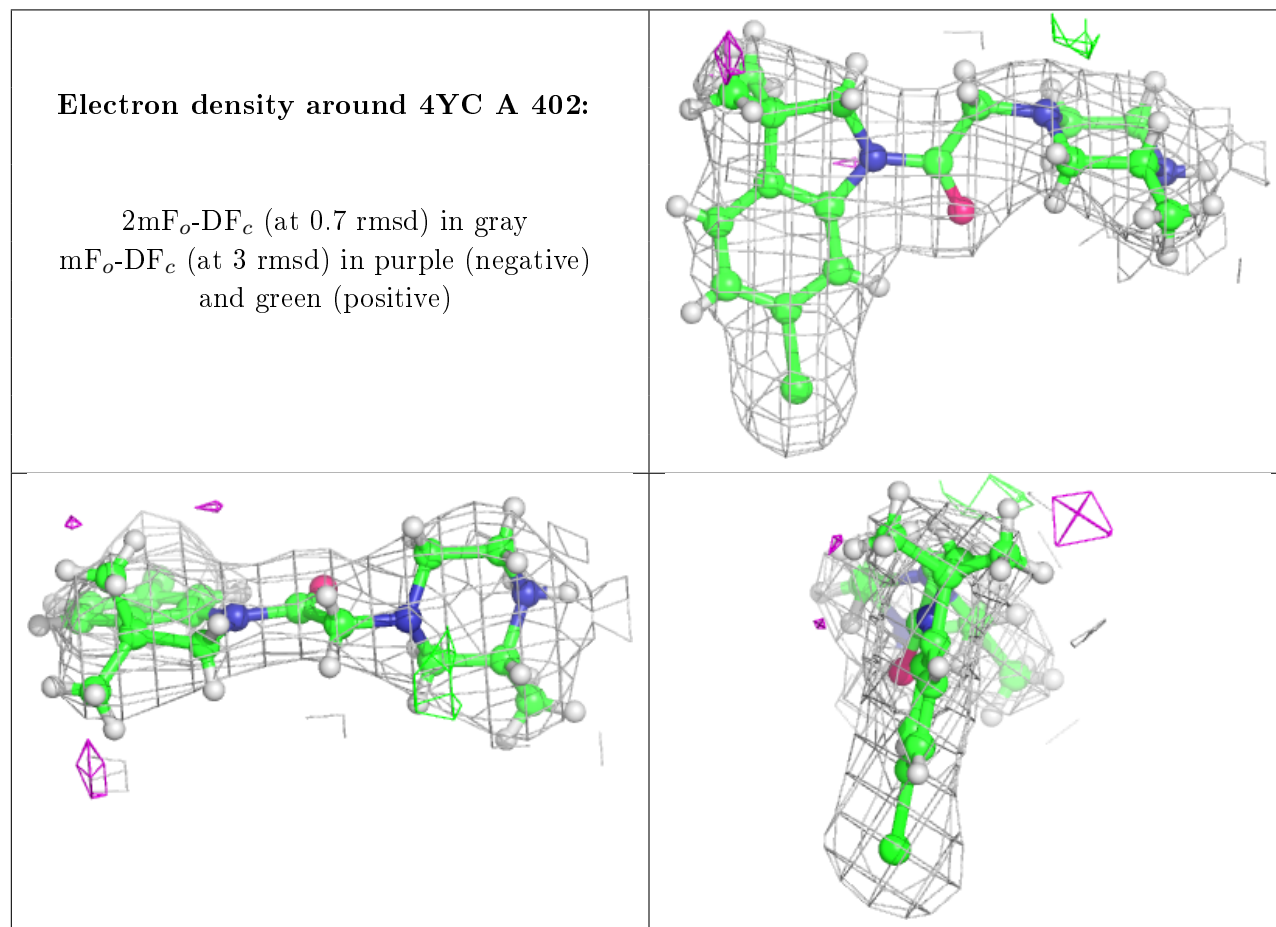 Electron density around 4YC A 402:
2mFₒ-DF𝒸 (at 0.7 rmsd) in gray
mFₒ-DF𝒸 (at 3 rmsd) in purple (negative)
and green (positive)